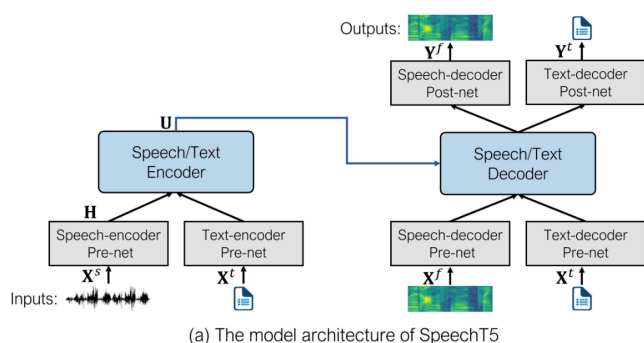 Outputs:
Y^f
Y^t
Speech-decoder
Post-net
Text-decoder
Post-net
U
Speech/Text
Encoder
Speech/Text
Decoder
H
Speech-encoder
Pre-net
Text-encoder
Pre-net
Speech-decoder
Pre-net
Text-decoder
Pre-net
X^s
X^t
X^f
X^t
Inputs:
(a) The model architecture of SpeechT5